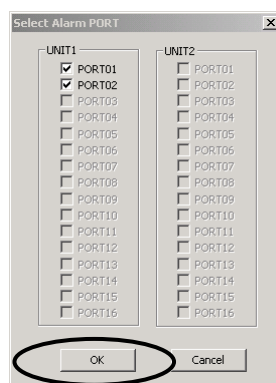 Select Alarm PORT
UNIT1
PORT01
PORT02
PORT03
PORT04
PORT05
PORT06
PORT07
PORT08
PORT09
PORT10
PORT11
PORT12
PORT13
PORT14
PORT15
PORT16
UNIT2
PORT01
PORT02
PORT03
PORT04
PORT05
PORT06
PORT07
PORT08
PORT09
PORT10
PORT11
PORT12
PORT13
PORT14
PORT15
PORT16
OK
Cancel